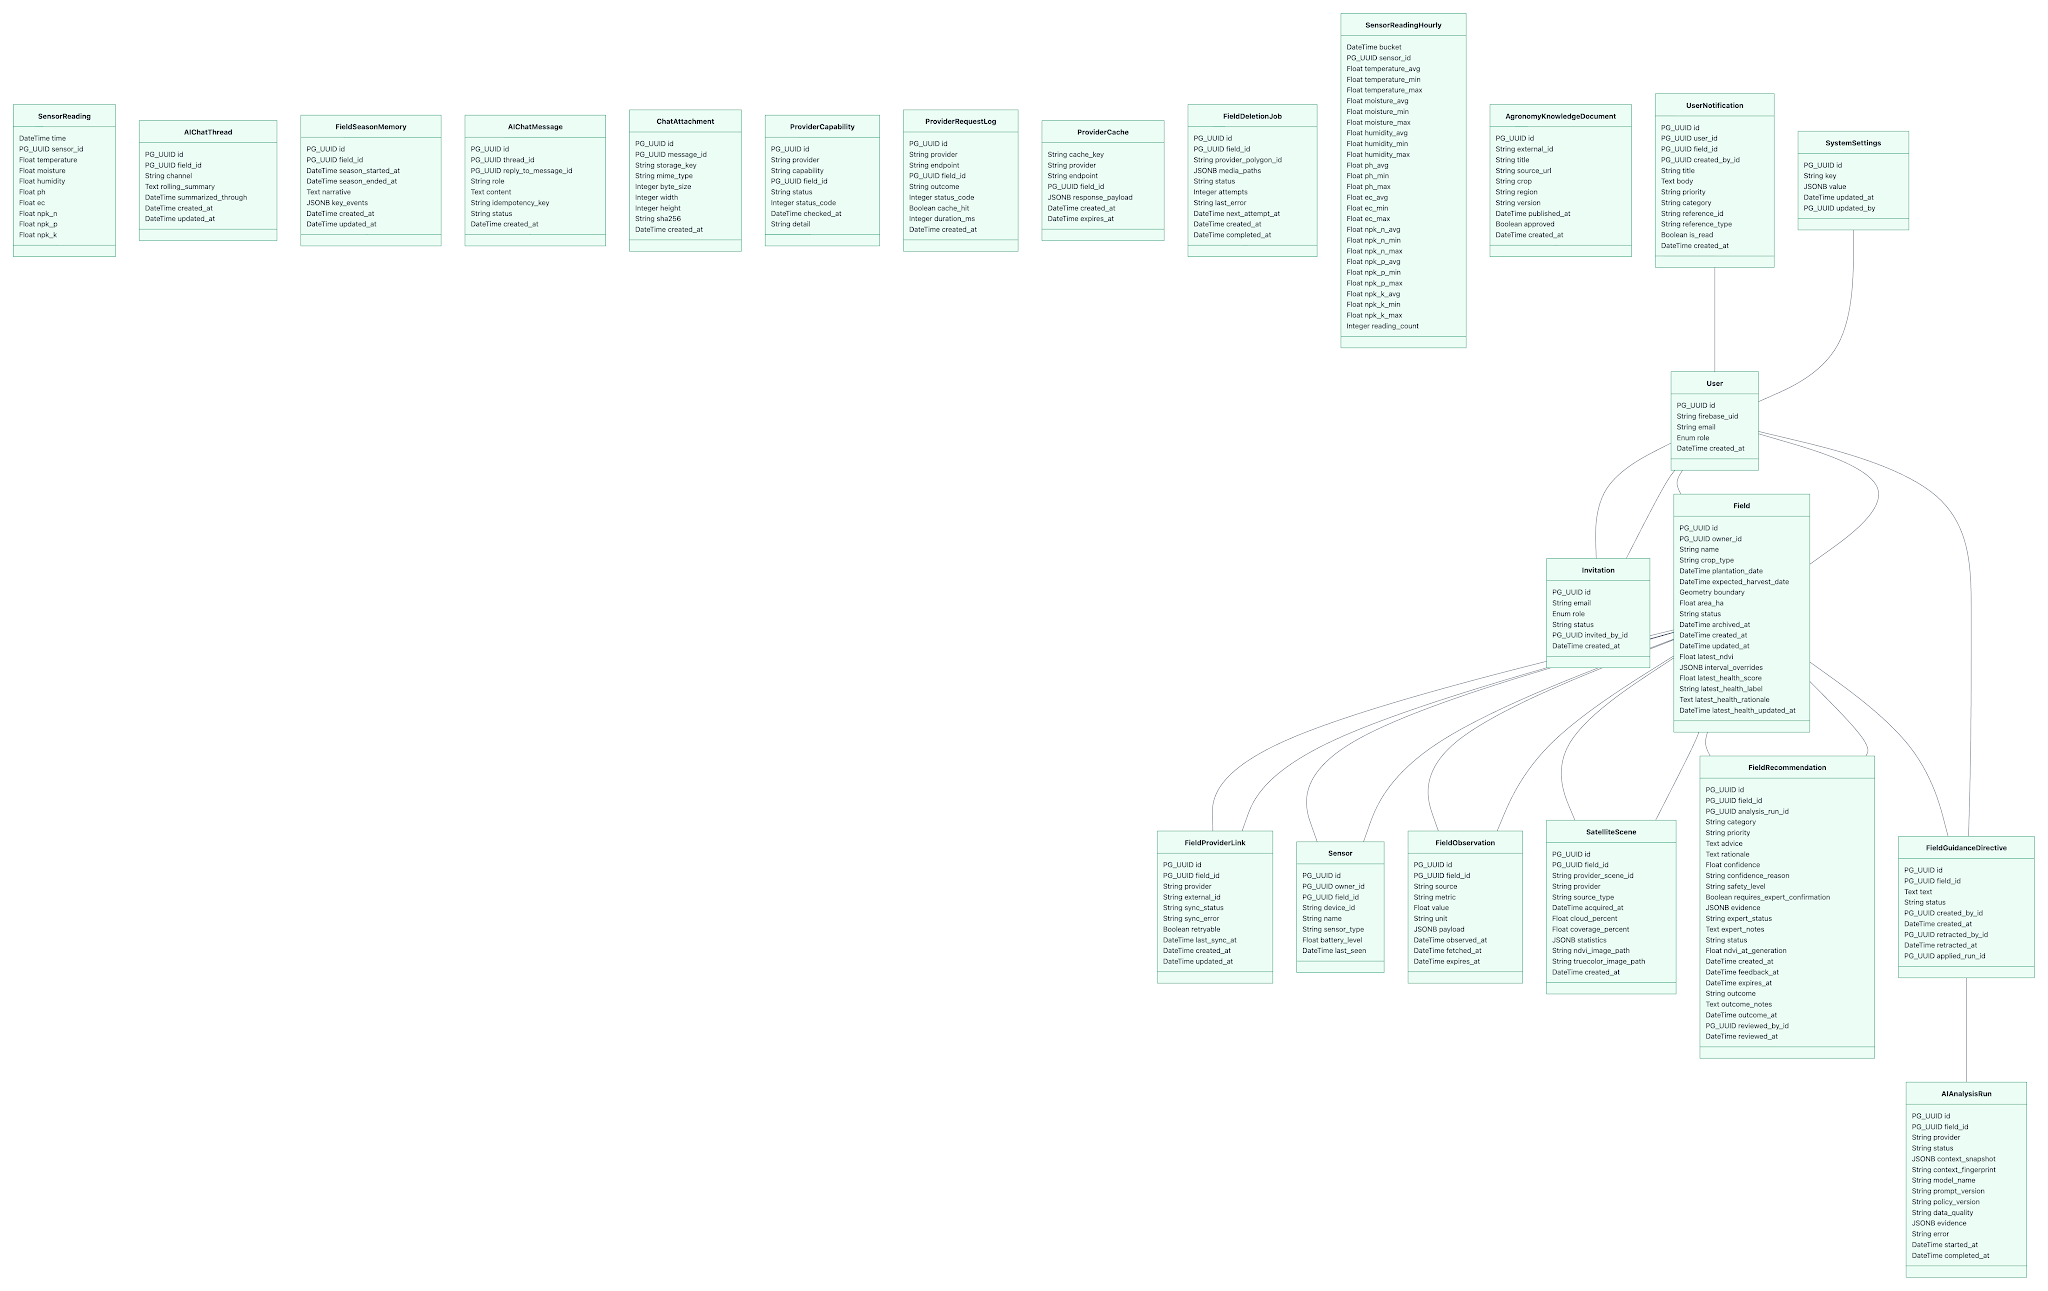 SensorReading
DateTime time
PG_UUID sensor_id
Float temperature
Float moisture
Float humidity
Float ph
Float ec
Float npk_n
Float npk_p
Float npk_k
AIChatThread
PG_UUID id
PG_UUID field_id
String channel
Text rolling_summary
DateTime summarized_through
DateTime created_at
DateTime updated_at
FieldSeasonMemory
PG_UUID id
PG_UUID field_id
DateTime season_started_at
DateTime season_ended_at
Text narrative
JSONB key_events
DateTime created_at
DateTime updated_at
AIChatMessage
PG_UUID id
PG_UUID thread_id
PG_UUID reply_to_message_id
String role
Text content
String idempotency_key
String status
DateTime created_at
ChatAttachment
PG_UUID id
PG_UUID message_id
String storage_key
String mime_type
Integer byte_size
Integer width
Integer height
String sha256
DateTime created_at
ProviderCapability
PG_UUID id
String provider
String capability
PG_UUID field_id
String status
Integer status_code
DateTime checked_at
String detail
ProviderRequestLog
PG_UUID id
String provider
String endpoint
PG_UUID field_id
String outcome
Integer status_code
Boolean cache_hit
Integer duration_ms
DateTime created_at
ProviderCache
String cache_key
String provider
String endpoint
PG_UUID field_id
JSONB response_payload
DateTime created_at
DateTime expires_at
FieldDeletionJob
PG_UUID id
PG_UUID field_id
String provider_polygon_id
JSONB media_paths
String status
Integer attempts
String last_error
DateTime next_attempt_at
DateTime created_at
DateTime completed_at
SensorReadingHourly
DateTime bucket
PG_UUID sensor_id
Float temperature_avg
Float temperature_min
Float temperature_max
Float moisture_avg
Float moisture_min
Float moisture_max
Float humidity_avg
Float humidity_min
Float humidity_max
Float ph_avg
Float ph_min
Float ph_max
Float ec_avg
Float ec_min
Float ec_max
Float npk_n_avg
Float npk_n_min
Float npk_n_max
Float npk_p_avg
Float npk_p_min
Float npk_p_max
Float npk_k_avg
Float npk_k_min
Float npk_k_max
Integer reading_count
AgronomyKnowledgeDocument
PG_UUID id
String external_id
String title
String source_url
String crop
String region
String version
DateTime published_at
Boolean approved
DateTime created_at
UserNotification
PG_UUID id
PG_UUID user_id
PG_UUID field_id
PG_UUID created_by_id
String title
Text body
String priority
String category
String reference_id
String reference_type
Boolean is_read
DateTime created_at
SystemSettings
PG_UUID id
String key
JSONB value
DateTime updated_at
PG_UUID updated_by
User
PG_UUID id
String firebase_uid
String email
Enum role
DateTime created_at
Field
PG_UUID id
PG_UUID owner_id
String name
String crop_type
DateTime plantation_date
DateTime expected_harvest_date
Geometry boundary
Float area_ha
String status
DateTime archived_at
DateTime created_at
DateTime updated_at
Float latest_ndvi
JSONB interval_overrides
Float latest_health_score
String latest_health_label
Text latest_health_rationale
DateTime latest_health_updated_at
Invitation
PG_UUID id
String email
Enum role
String status
PG_UUID invited_by_id
DateTime created_at
FieldProviderLink
PG_UUID id
PG_UUID field_id
String provider
String external_id
String sync_status
String sync_error
Boolean retryable
DateTime last_sync_at
DateTime created_at
DateTime updated_at
Sensor
PG_UUID id
PG_UUID owner_id
PG_UUID field_id
String device_id
String name
String sensor_type
Float battery_level
DateTime last_seen
FieldObservation
PG_UUID id
PG_UUID field_id
String source
String metric
Float value
String unit
JSONB payload
DateTime observed_at
DateTime fetched_at
DateTime expires_at
SatelliteScene
PG_UUID id
PG_UUID field_id
String provider_scene_id
String provider
String source_type
DateTime acquired_at
Float cloud_percent
Float coverage_percent
JSONB statistics
String ndvi_image_path
String truecolor_image_path
DateTime created_at
FieldRecommendation
PG_UUID id
PG_UUID field_id
PG_UUID analysis_run_id
String category
String priority
Text advice
Text rationale
Float confidence
String confidence_reason
String safety_level
Boolean requires_expert_confirmation
JSONB evidence
String expert_status
Text expert_notes
String status
Float ndvi_at_generation
DateTime created_at
DateTime feedback_at
DateTime expires_at
String outcome
Text outcome_notes
DateTime outcome_at
PG_UUID reviewed_by_id
DateTime reviewed_at
FieldGuidanceDirective
PG_UUID id
PG_UUID field_id
Text text
String status
PG_UUID created_by_id
DateTime created_at
PG_UUID retracted_by_id
DateTime retracted_at
PG_UUID applied_run_id
AIAnalysisRun
PG_UUID id
PG_UUID field_id
String provider
String status
JSONB context_snapshot
String context_fingerprint
String model_name
String prompt_version
String policy_version
String data_quality
JSONB evidence
String error
DateTime started_at
DateTime completed_at